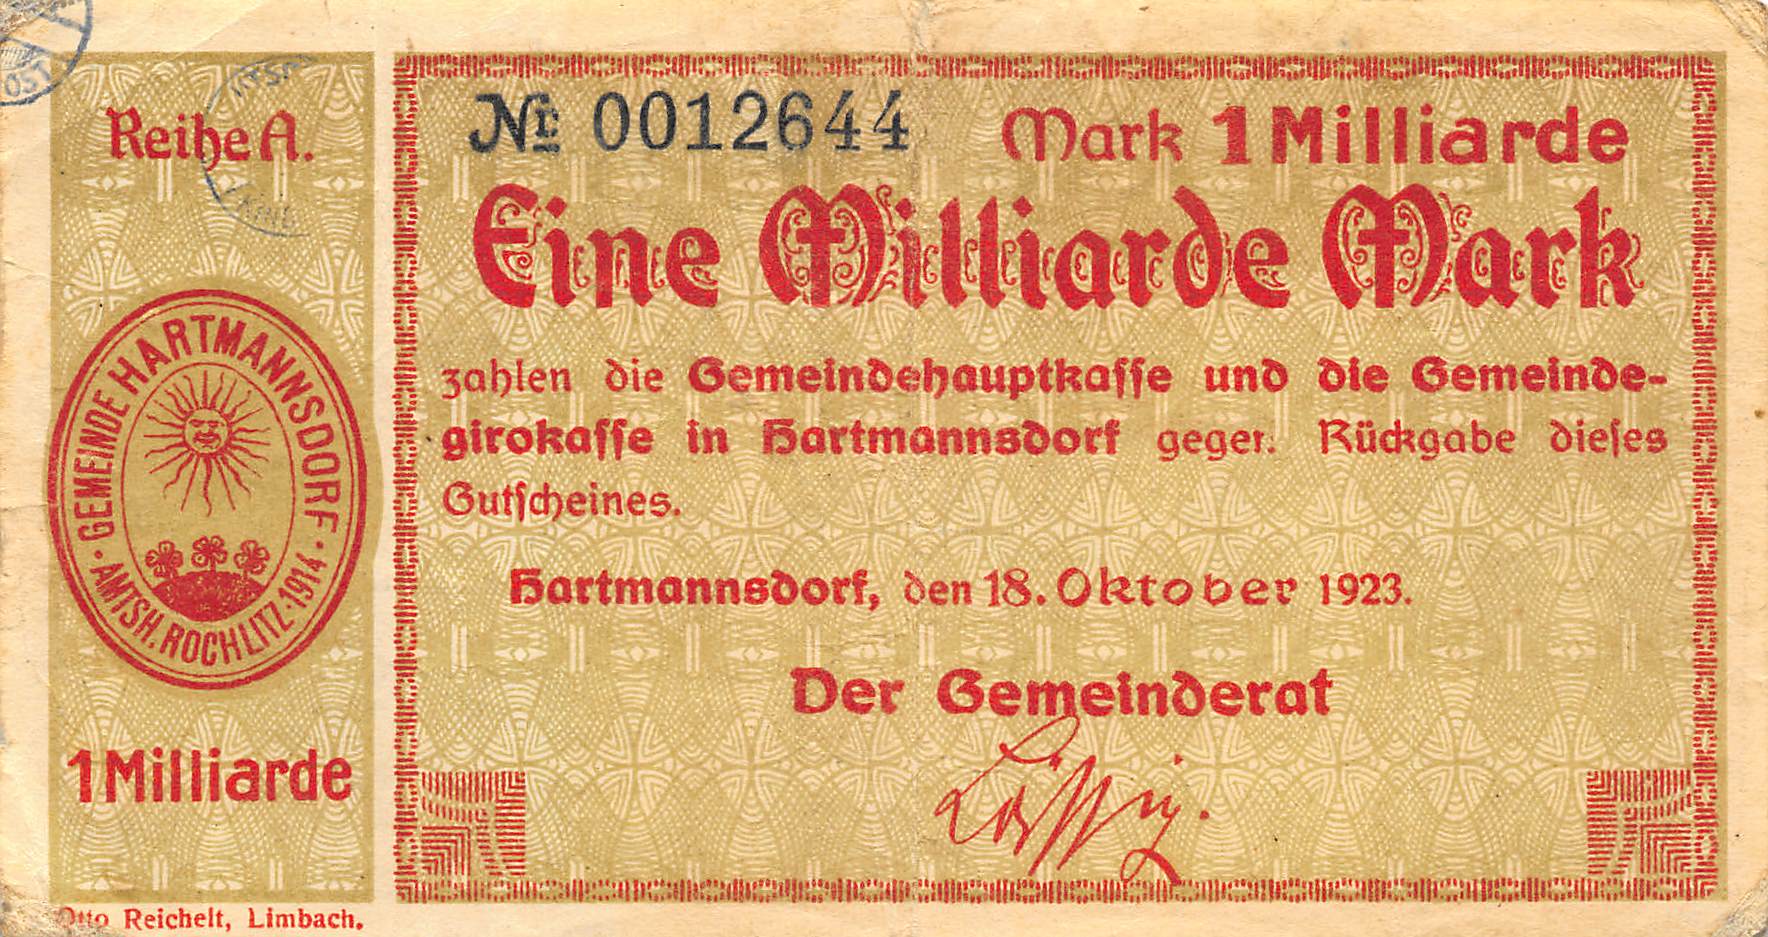 Reihe A.
№ 0012644
Mark 1 Milliarde
Eine Milliarde Mark
zahlen die Gemeindehauptkaſſe und die Gemeinde-
girokaſſe in Hartmannsdorf gegen Rückgabe dieſes
Gutſcheines.
Hartmannsdorf, den 18. Oktober 1923.
Der Gemeinderat
GEMEINDE HARTMANNSDORF
AMTSH. ROCHLITZ · 1914
1 Milliarde
Otto Reichelt, Limbach.